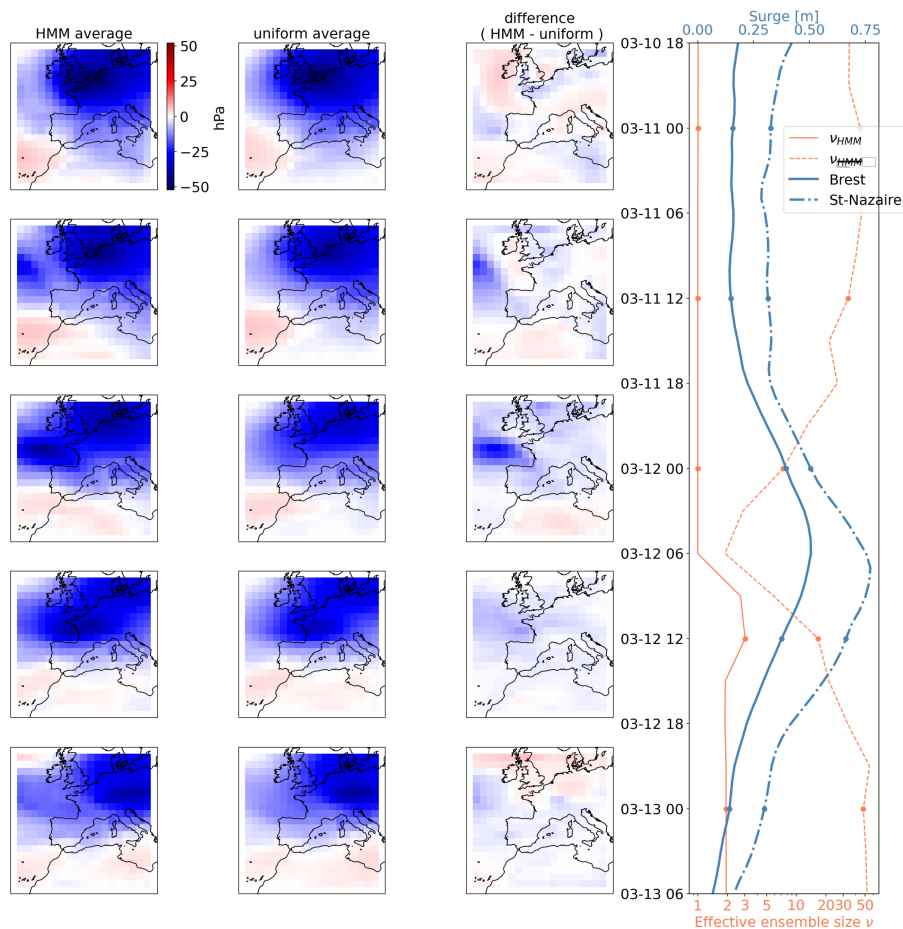 HMM average
uniform average
difference
( HMM - uniform )
50
25
0
−25
−50
hPa
Surge [m]
0.00 0.25 0.50 0.75
03-10 18
03-11 00
03-11 06
03-11 12
03-11 18
03-12 00
03-12 06
03-12 12
03-12 18
03-13 00
03-13 06
ν_HMM
ν_HMM
Brest
St-Nazaire
1 2 3 5 10 20 30 50
Effective ensemble size ν